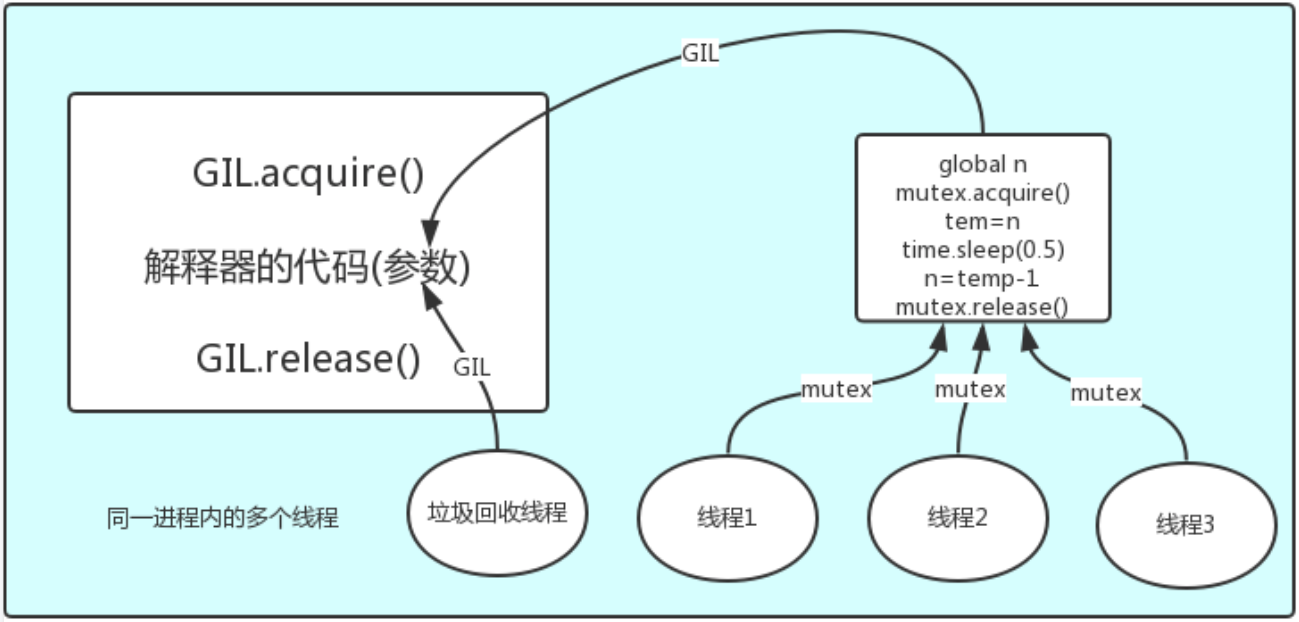 GIL
GIL.acquire()
解释器的代码(参数)
GIL.release()
GIL
global n
mutex.acquire()
tem=n
time.sleep(0.5)
n=temp-1
mutex.release()
mutex
mutex
mutex
同一进程内的多个线程
垃圾回收线程
线程1
线程2
线程3